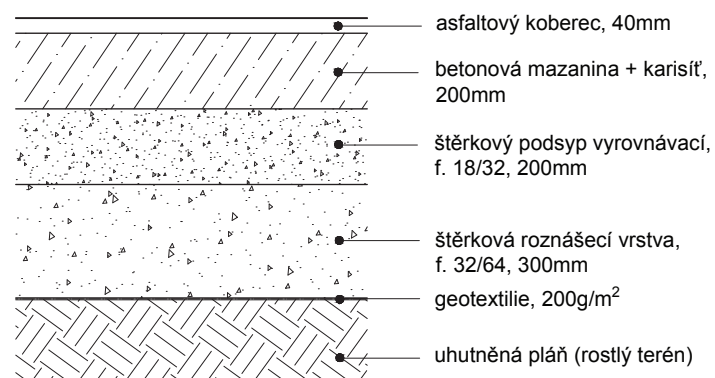 asfaltový koberec, 40mm
betonová mazanina + karisíť,
200mm
štěrkový podsyp vyrovnávací,
f. 18/32, 200mm
štěrková roznášecí vrstva,
f. 32/64, 300mm
geotextilie, 200g/m²
uhutněná pláň (rostlý terén)